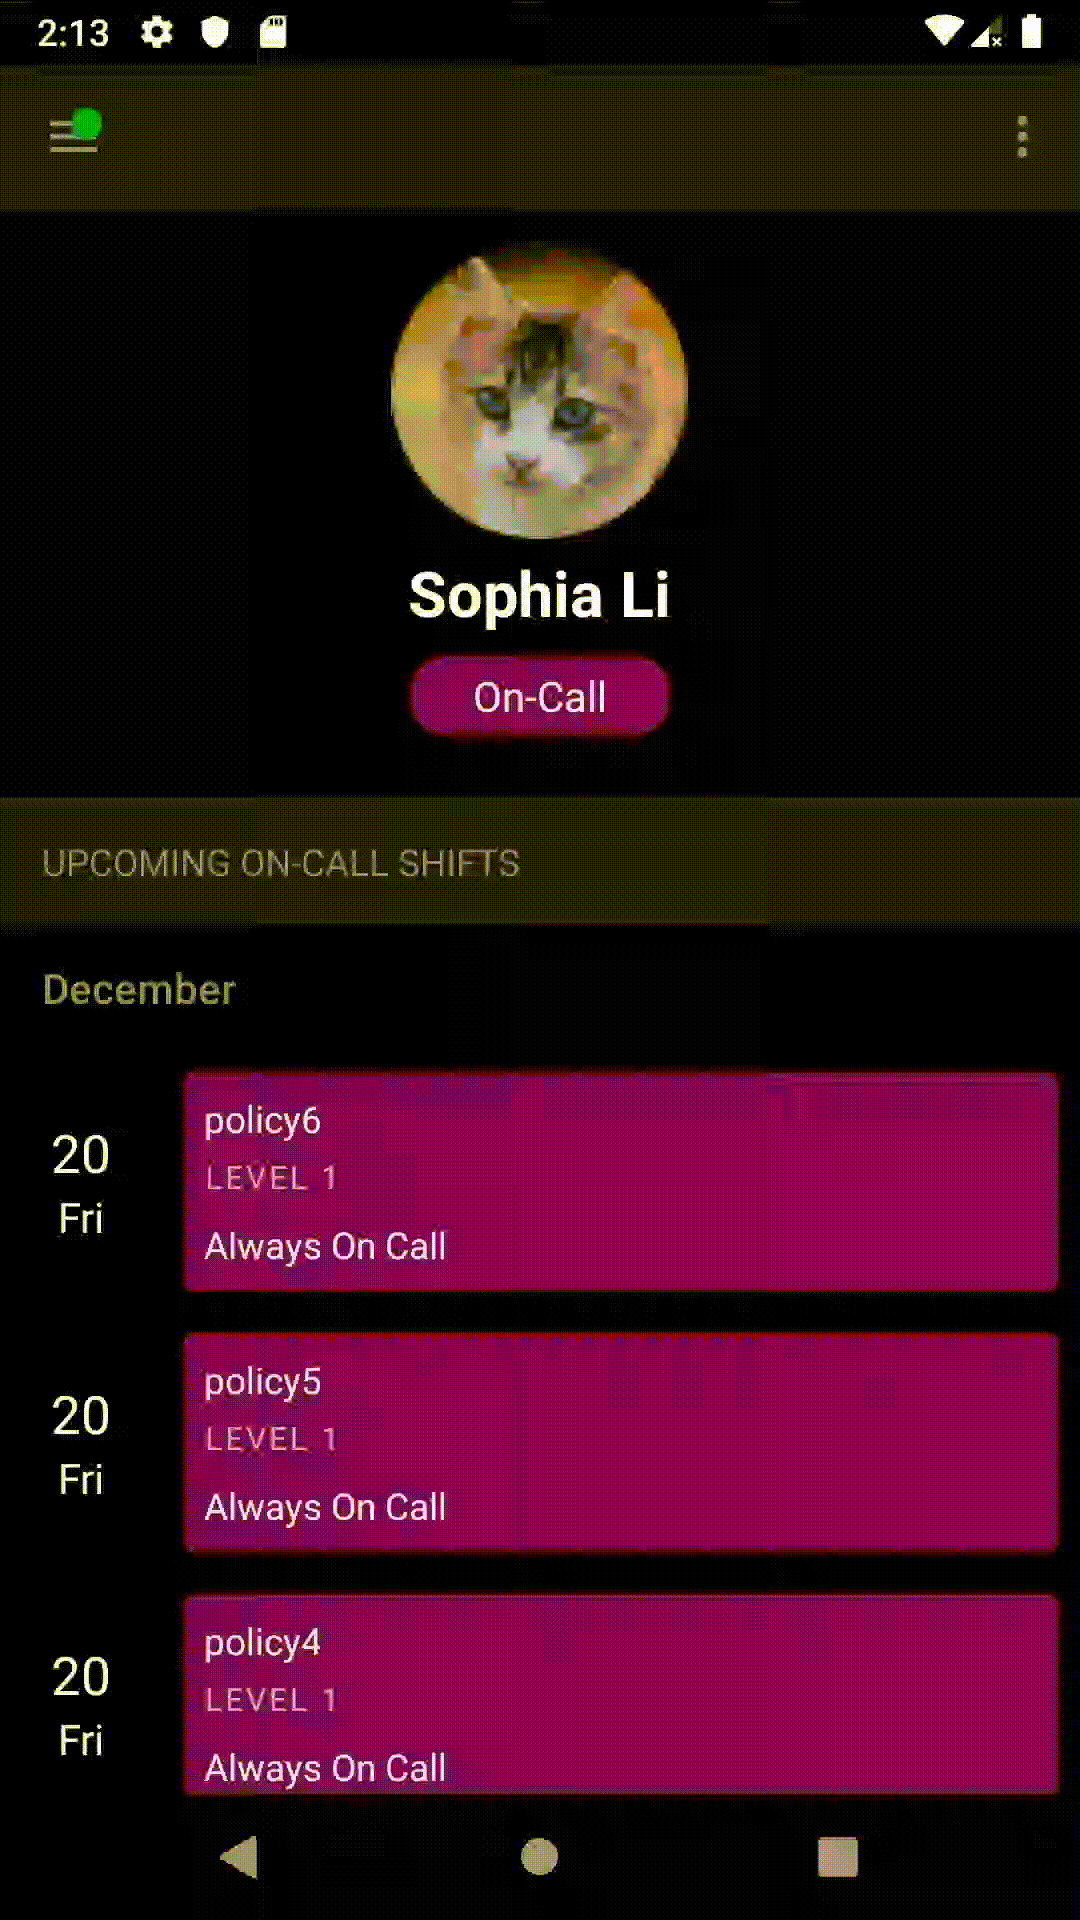 2:13
Sophia Li
On-Call
UPCOMING ON-CALL SHIFTS
December
20
Fri
policy6
LEVEL 1
Always On Call
20
Fri
policy5
LEVEL 1
Always On Call
20
Fri
policy4
LEVEL 1
Always On Call